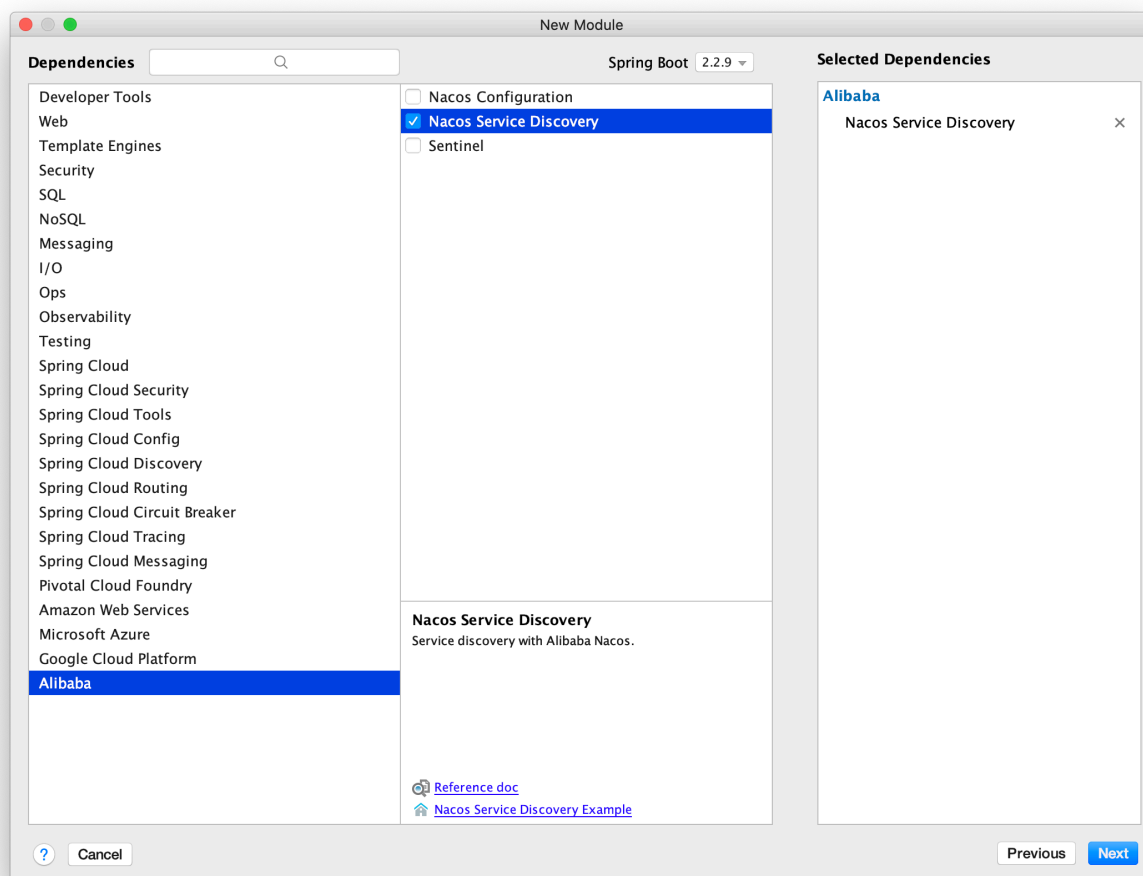 New Module
Dependencies
Spring Boot 2.2.9
Selected Dependencies
Developer Tools
Web
Template Engines
Security
SQL
NoSQL
Messaging
I/O
Ops
Observability
Testing
Spring Cloud
Spring Cloud Security
Spring Cloud Tools
Spring Cloud Config
Spring Cloud Discovery
Spring Cloud Routing
Spring Cloud Circuit Breaker
Spring Cloud Tracing
Spring Cloud Messaging
Pivotal Cloud Foundry
Amazon Web Services
Microsoft Azure
Google Cloud Platform
Alibaba
Nacos Configuration
Nacos Service Discovery
Sentinel
Nacos Service Discovery
Service discovery with Alibaba Nacos.
Reference doc
Nacos Service Discovery Example
Alibaba
Nacos Service Discovery
?
Cancel
Previous
Next